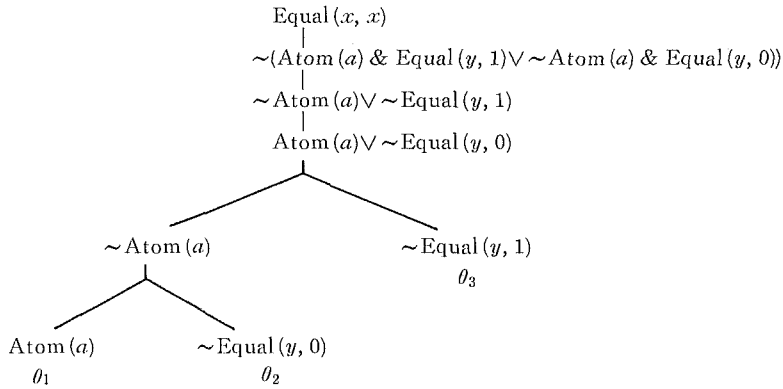 Equal (x, x)
~(Atom (a) & Equal (y, 1) ∨ ~Atom (a) & Equal (y, 0))
~Atom (a) ∨ ~Equal (y, 1)
Atom (a) ∨ ~Equal (y, 0)
~Atom (a) ~Equal (y, 1)
θ3
Atom (a) ~Equal (y, 0)
θ1 θ2